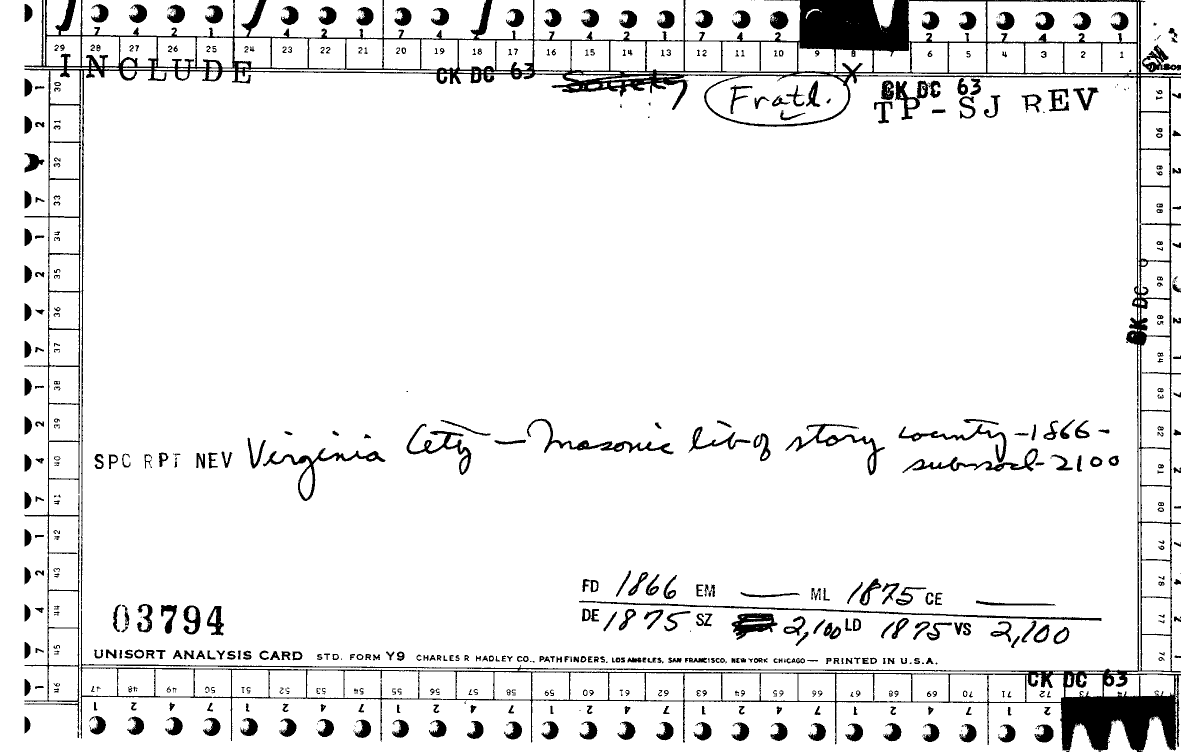 7 4 2 1 7 4 2 1 7 4 2 1 7 4 2 1 7 2 1 7 4 2 1
29 28 27 26 25 24 23 22 21 20 19 18 17 16 15 14 13 12 11 10 9 8 7 6 5 4 3 2 1
INCLUDE CK DC 63 Society Fratl. X CK DC 63
TP-SJ REV
30 31 32 33 34 35 36 37 38 39 40 41 42 43 44 45 46
91 90 89 88 87 86 85 84 83 82 81 80 79 78 77 76
CK DC
SPC RPT NEV Virginia City — Masonic lib of story county - 1866 -
sub-socl - 2100
FD 1866 EM — ML 1875 CE —
03794 DE 1875 SZ 2,100 LD 1875 VS 2,100
UNISORT ANALYSIS CARD STD. FORM Y9 CHARLES R HADLEY CO., PATHFINDERS, LOS ANGELES, SAN FRANCISCO, NEW YORK CHICAGO — PRINTED IN U.S.A.
CK DC 63
47 48 49 50 51 52 53 54 55 56 57 58 59 60 61 62 63 64 65 66 67 68 69 70 71 72 73 74 75
1 2 4 7 1 2 4 7 1 2 4 7 1 2 4 7 1 2 4 7 1 2 4 7 1 2